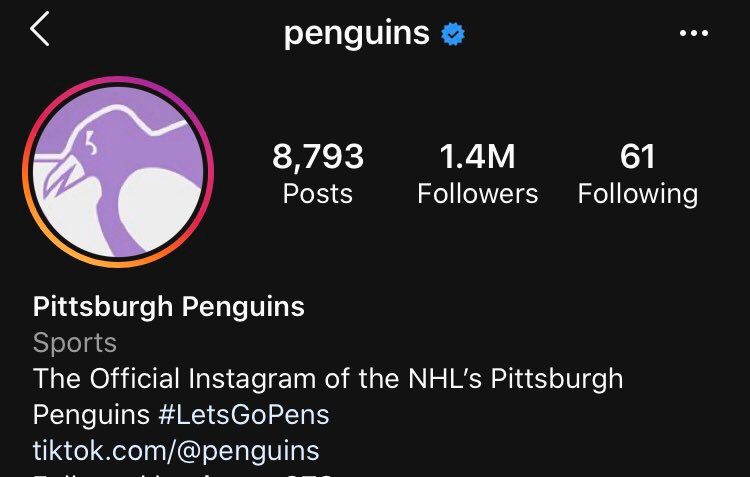 penguins
8,793 1.4M 61
Posts Followers Following
Pittsburgh Penguins
Sports
The Official Instagram of the NHL's Pittsburgh
Penguins #LetsGoPens
tiktok.com/@penguins